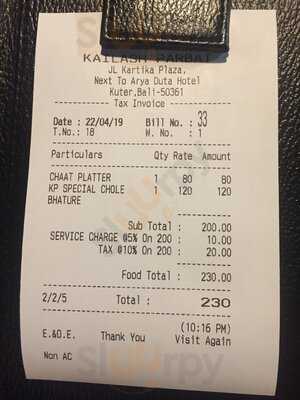 KAILASH PARBAT
JL Kartika Plaza,
Next To Arya Duta Hotel
Kuter,Bali-50361
Tax Invoice
Date : 22/04/19 Bill No. : 33
T.No.: 18 W. No. : 1
Particulars Qty Rate Amount
CHAAT PLATTER 1 80 80
KP SPECIAL CHOLE 1 120 120
BHATURE
Sub Total : 200.00
SERVICE CHARGE @5% On 200 : 10.00
TAX @10% On 200 : 20.00
Food Total : 230.00
2/2/5 Total : 230
(10:16 PM)
E.&O.E. Thank You Visit Again
Non AC
slurrpy